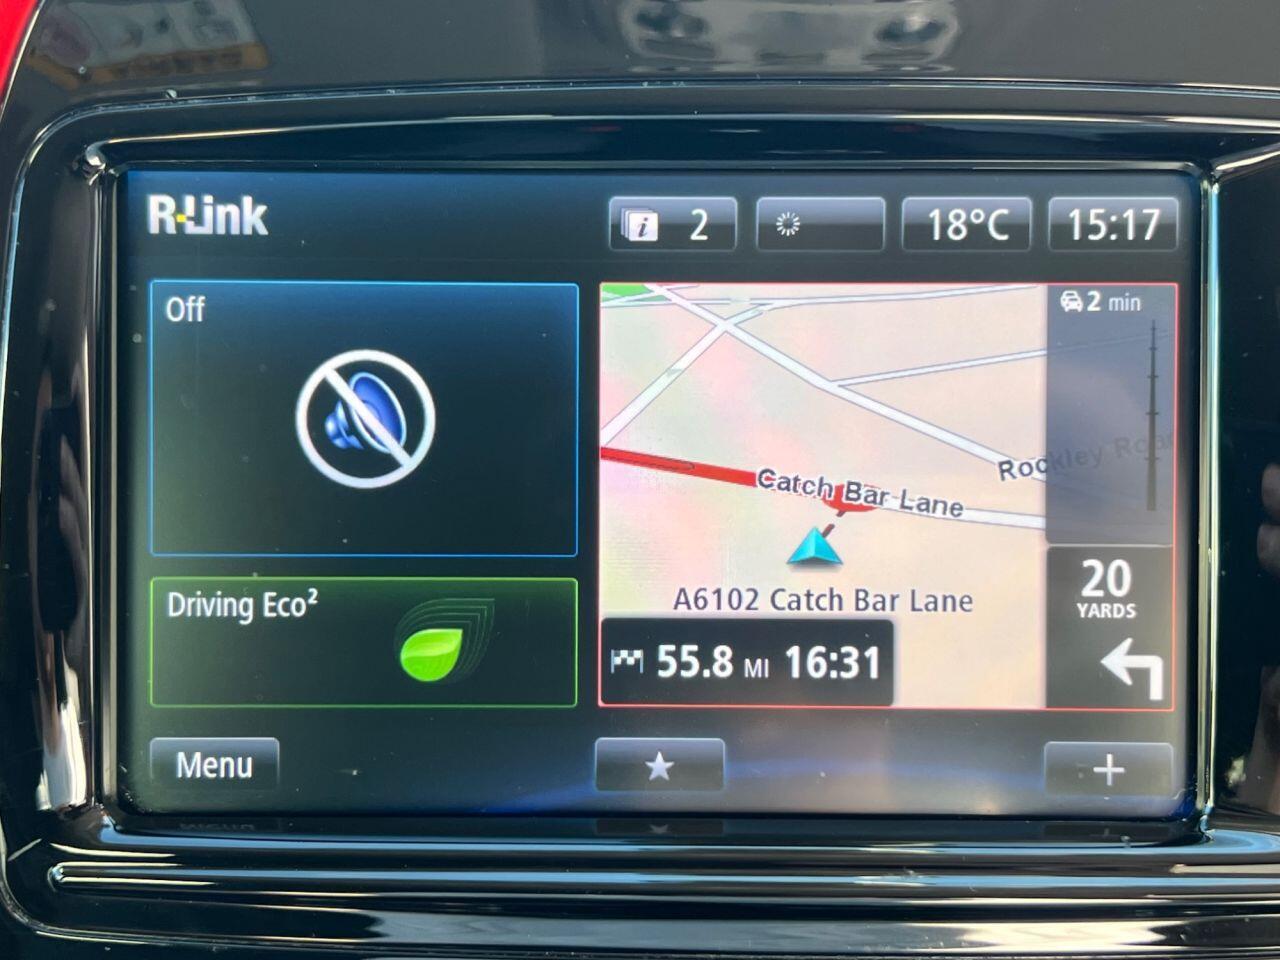 R-Link
i 2
18°C
15:17
Off
2 min
Rockley Road
Catch Bar Lane
A6102 Catch Bar Lane
20
YARDS
55.8 MI 16:31
Driving Eco²
Menu
+